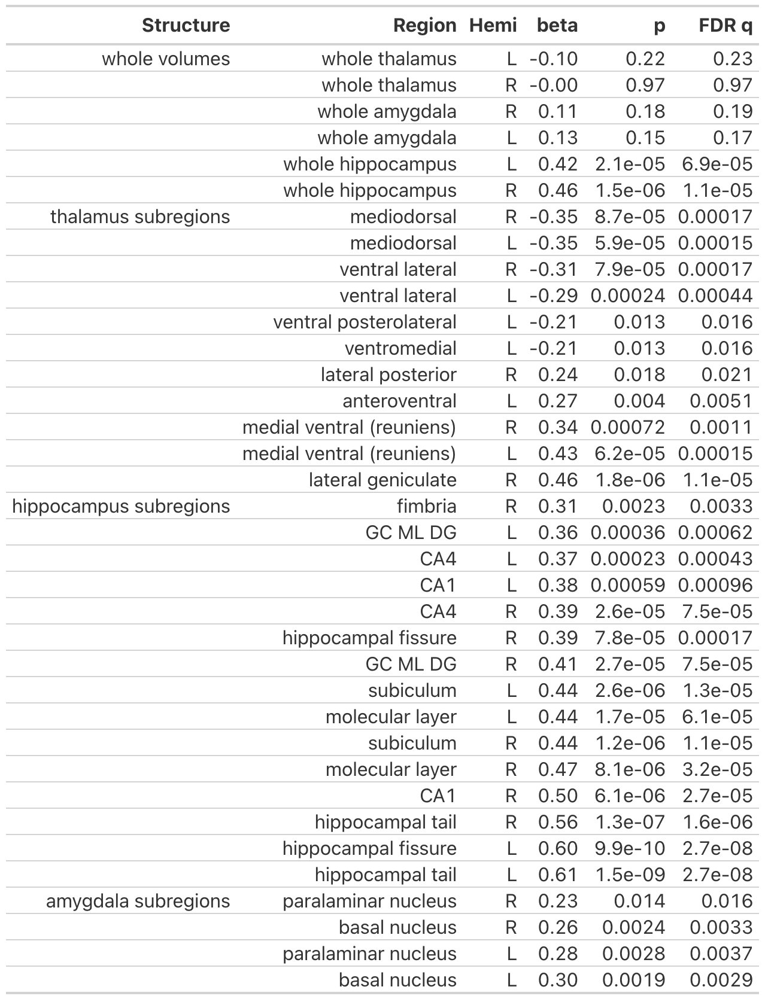 Structure Region Hemi beta p FDR q
whole volumes whole thalamus L -0.10 0.22 0.23
whole thalamus R -0.00 0.97 0.97
whole amygdala R 0.11 0.18 0.19
whole amygdala L 0.13 0.15 0.17
whole hippocampus L 0.42 2.1e-05 6.9e-05
whole hippocampus R 0.46 1.5e-06 1.1e-05
thalamus subregions mediodorsal R -0.35 8.7e-05 0.00017
mediodorsal L -0.35 5.9e-05 0.00015
ventral lateral R -0.31 7.9e-05 0.00017
ventral lateral L -0.29 0.00024 0.00044
ventral posterolateral L -0.21 0.013 0.016
ventromedial L -0.21 0.013 0.016
lateral posterior R 0.24 0.018 0.021
anteroventral L 0.27 0.004 0.0051
medial ventral (reuniens) R 0.34 0.00072 0.0011
medial ventral (reuniens) L 0.43 6.2e-05 0.00015
lateral geniculate R 0.46 1.8e-06 1.1e-05
hippocampus subregions fimbria R 0.31 0.0023 0.0033
GC ML DG L 0.36 0.00036 0.00062
CA4 L 0.37 0.00023 0.00043
CA1 L 0.38 0.00059 0.00096
CA4 R 0.39 2.6e-05 7.5e-05
hippocampal fissure R 0.39 7.8e-05 0.00017
GC ML DG R 0.41 2.7e-05 7.5e-05
subiculum L 0.44 2.6e-06 1.3e-05
molecular layer L 0.44 1.7e-05 6.1e-05
subiculum R 0.44 1.2e-06 1.1e-05
molecular layer R 0.47 8.1e-06 3.2e-05
CA1 R 0.50 6.1e-06 2.7e-05
hippocampal tail R 0.56 1.3e-07 1.6e-06
hippocampal fissure L 0.60 9.9e-10 2.7e-08
hippocampal tail L 0.61 1.5e-09 2.7e-08
amygdala subregions paralaminar nucleus R 0.23 0.014 0.016
basal nucleus R 0.26 0.0024 0.0033
paralaminar nucleus L 0.28 0.0028 0.0037
basal nucleus L 0.30 0.0019 0.0029